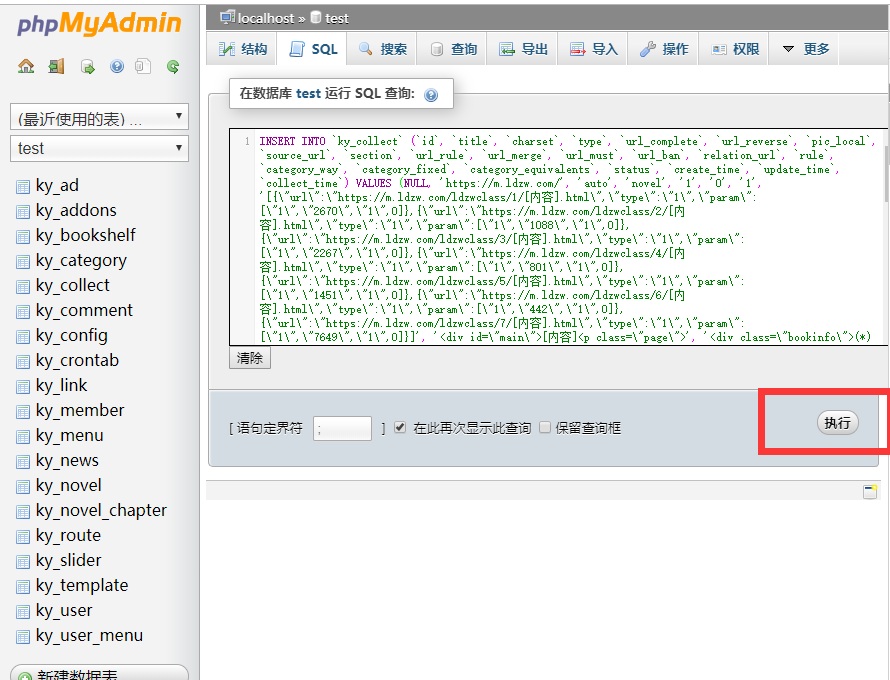 phpMyAdmin
(最近使用的表) ...
test
ky_ad
ky_addons
ky_bookshelf
ky_category
ky_collect
ky_comment
ky_config
ky_crontab
ky_link
ky_member
ky_menu
ky_news
ky_novel
ky_novel_chapter
ky_route
ky_slider
ky_template
ky_user
ky_user_menu
新建数据表
localhost » test
结构 SQL 搜索 查询 导出 导入 操作 权限 更多
在数据库 test 运行 SQL 查询:
1 INSERT INTO `ky_collect` (`id`, `title`, `charset`, `type`, `url_complete`, `url_reverse`, `pic_local`,
`source_url`, `section`, `url_rule`, `url_merge`, `url_must`, `url_ban`, `relation_url`, `rule`,
`category_way`, `category_fixed`, `category_equivalents`, `status`, `create_time`, `update_time`,
`collect_time`) VALUES (NULL, 'https://m.ldzw.com/', 'auto', 'novel', '1', '0', '1',
'[{\"url\":\"https://m.ldzw.com/ldzwclass/1/[内容].html\",\"type\":\"1\",\"param\":
[\"1\",\"2670\",\"1\",0]},{\"url\":\"https://m.ldzw.com/ldzwclass/2/[内
容].html\",\"type\":\"1\",\"param\":[\"1\",\"1088\",\"1\",0]},
{\"url\":\"https://m.ldzw.com/ldzwclass/3/[内容].html\",\"type\":\"1\",\"param\":
[\"1\",\"2267\",\"1\",0]},{\"url\":\"https://m.ldzw.com/ldzwclass/4/[内
容].html\",\"type\":\"1\",\"param\":[\"1\",\"801\",\"1\",0]},
{\"url\":\"https://m.ldzw.com/ldzwclass/5/[内容].html\",\"type\":\"1\",\"param\":
[\"1\",\"1451\",\"1\",0]},{\"url\":\"https://m.ldzw.com/ldzwclass/6/[内
容].html\",\"type\":\"1\",\"param\":[\"1\",\"442\",\"1\",0]},
{\"url\":\"https://m.ldzw.com/ldzwclass/7/[内容].html\",\"type\":\"1\",\"param\":
[\"1\",\"7649\",\"1\",0]}]', '<div id=\"main\">[内容]<p class=\"page\">', '<div class=\"bookinfo\">(*)
清除
[ 语句定界符 ; ] 在此再次显示此查询 保留查询框
执行